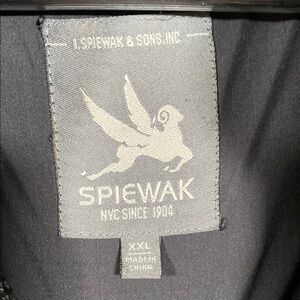 I.SPIEWAK & SONS.INC
SPIEWAK
NYC SINCE 1904
XXL
MADE IN
CHINA